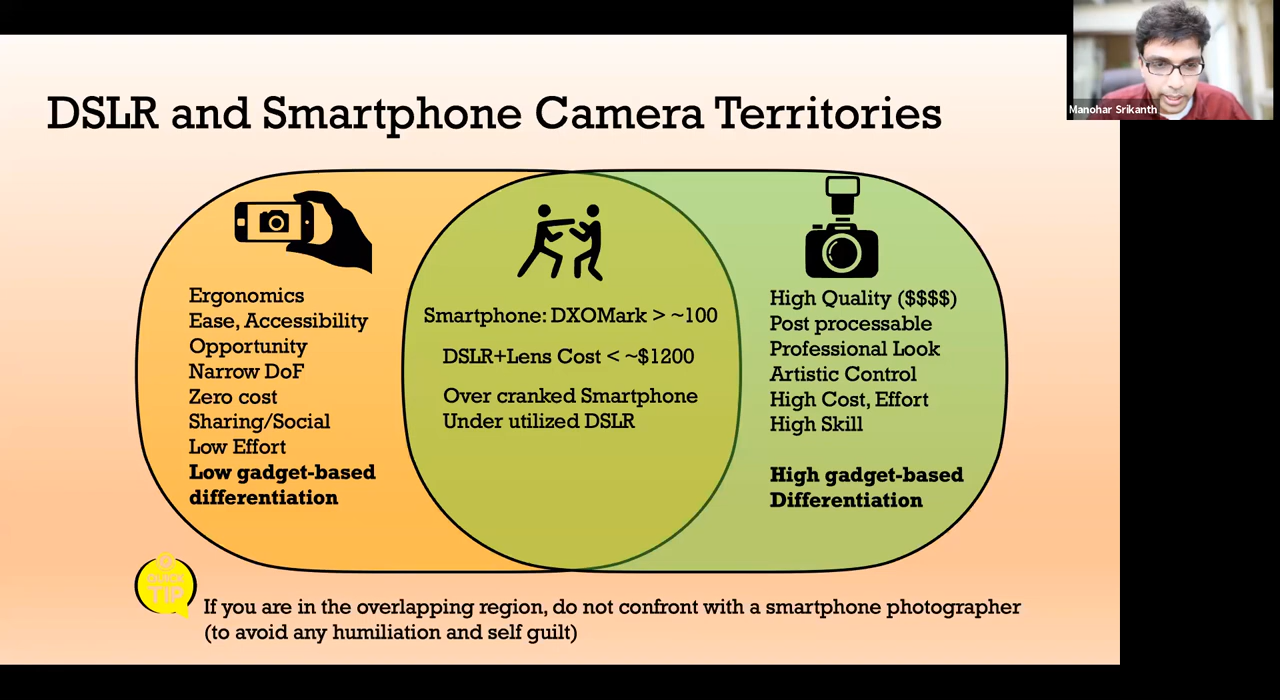 Manohar Srikanth
DSLR and Smartphone Camera Territories
Ergonomics
Ease, Accessibility
Opportunity
Narrow DoF
Zero cost
Sharing/Social
Low Effort
Low gadget-based
differentiation
Smartphone: DXOMark > ~100
DSLR+Lens Cost < ~$1200
Over cranked Smartphone
Under utilized DSLR
High Quality ($$$$)
Post processable
Professional Look
Artistic Control
High Cost, Effort
High Skill
High gadget-based
Differentiation
QUICK
TIP
If you are in the overlapping region, do not confront with a smartphone photographer
(to avoid any humiliation and self guilt)